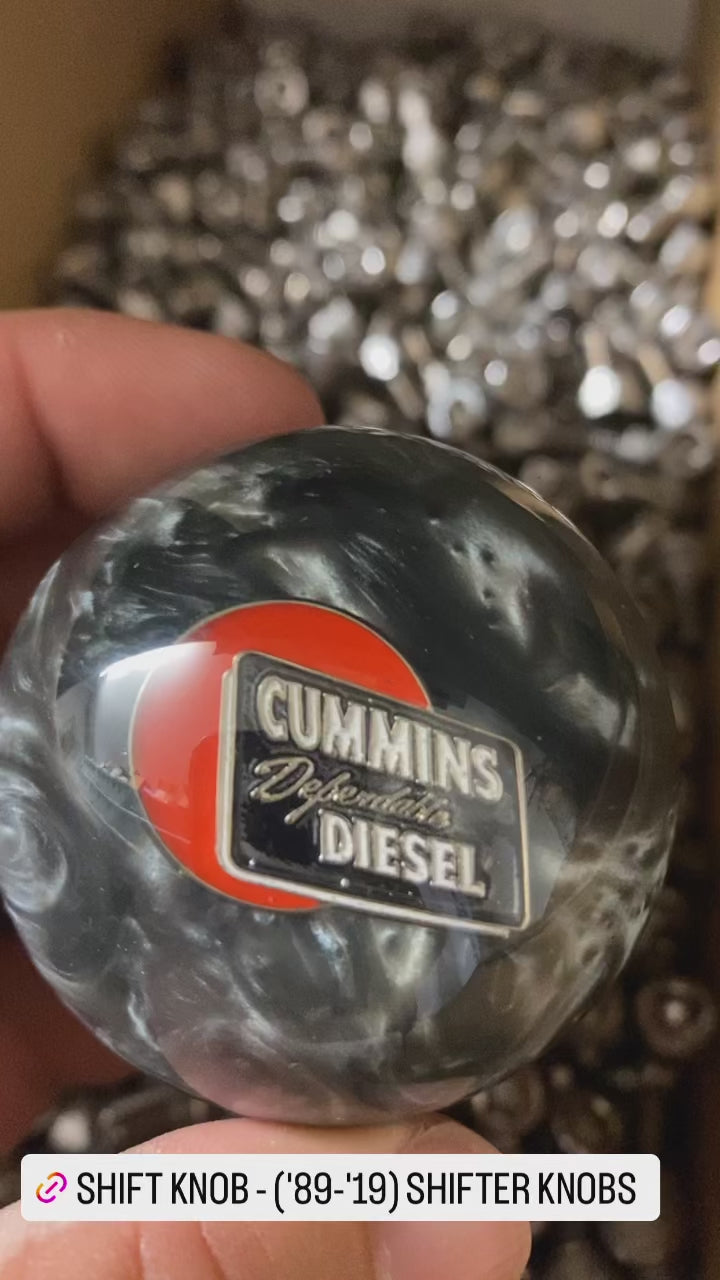 CUMMINS
Dependable
DIESEL
SHIFT KNOB - ('89-'19) SHIFTER KNOBS